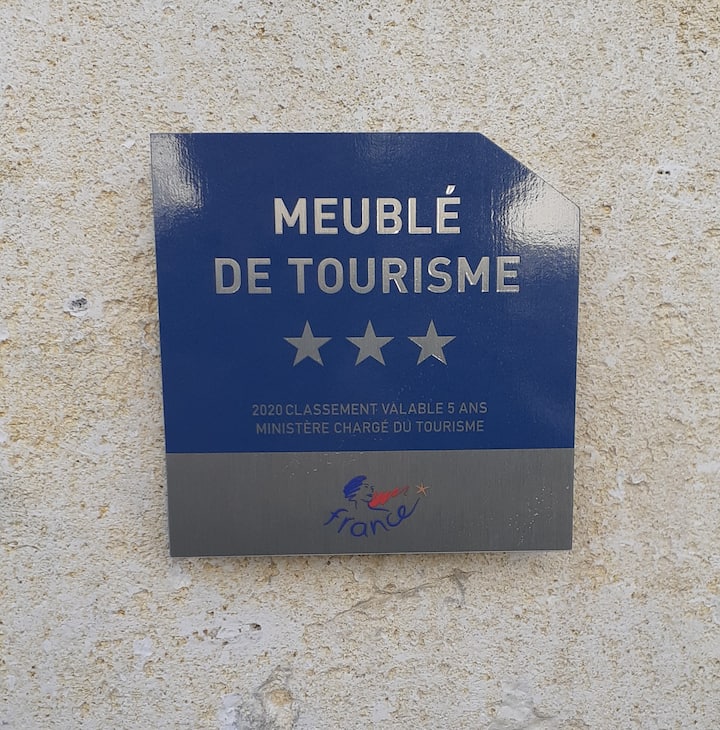 MEUBLÉ
DE TOURISME
2020 CLASSEMENT VALABLE 5 ANS
MINISTÈRE CHARGÉ DU TOURISME
france